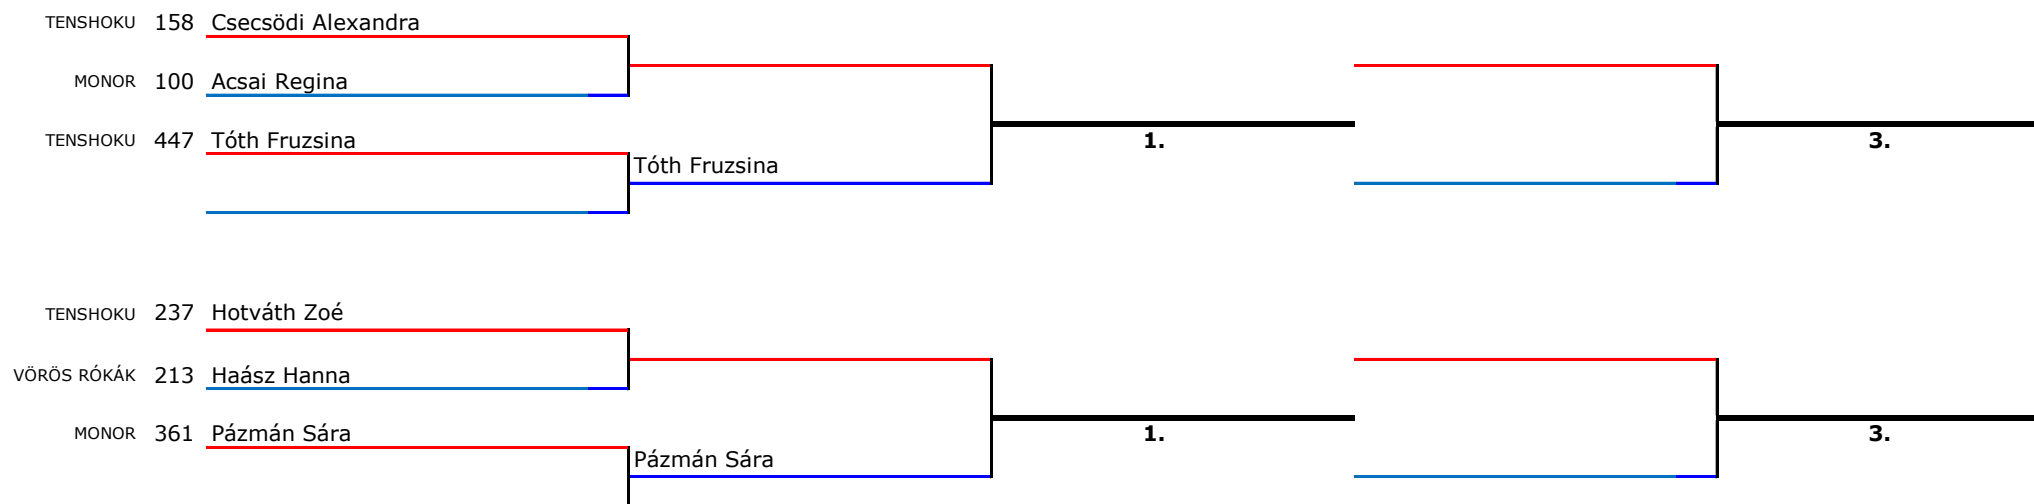 TENSHOKU 158 Csecsödi Alexandra
MONOR 100 Acsai Regina
TENSHOKU 447 Tóth Fruzsina
1.
3.
Tóth Fruzsina
TENSHOKU 237 Hotváth Zoé
VÖRÖS RÓKÁK 213 Haász Hanna
MONOR 361 Pázmán Sára
1.
3.
Pázmán Sára